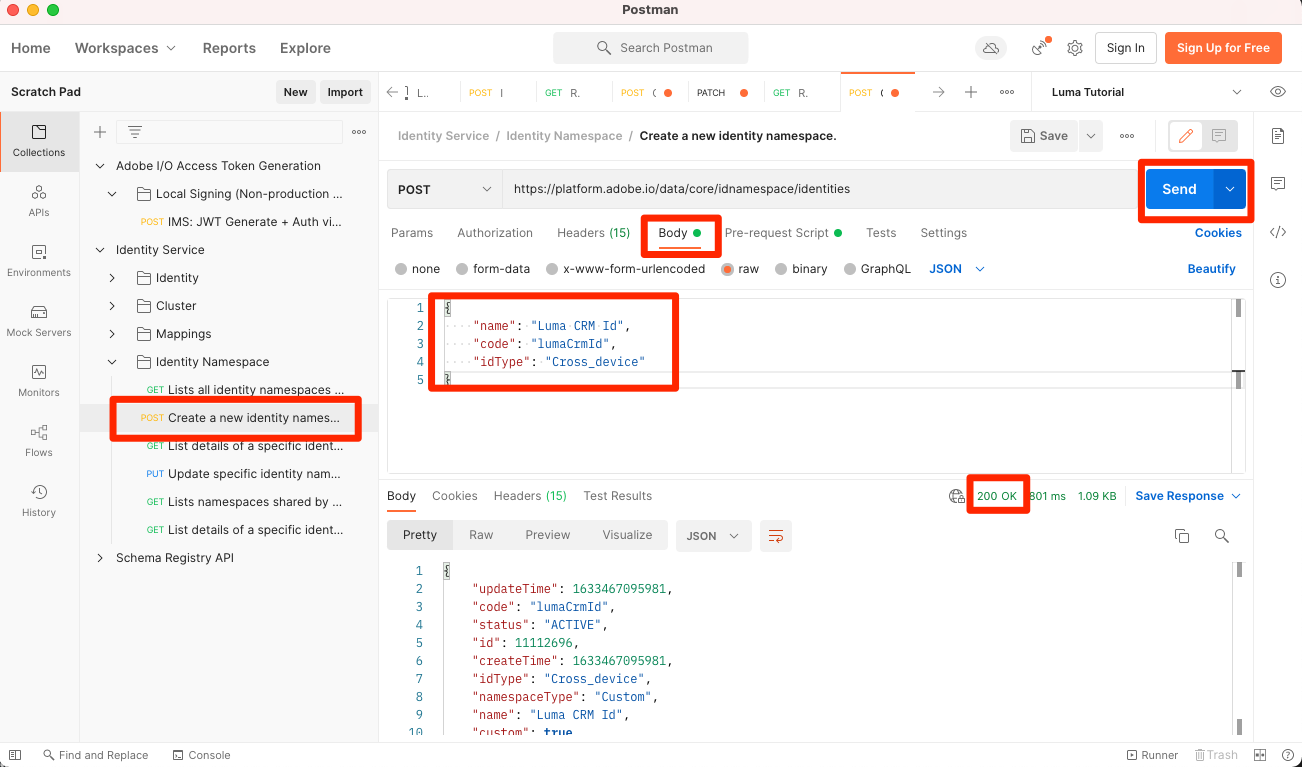 Postman
Home Workspaces Reports Explore Search Postman Sign In Sign Up for Free
Scratch Pad New Import
L.. POST I GET R. POST ( PATCH GET R. POST ( Luma Tutorial
Collections
APIs
Environments
Mock Servers
Monitors
Flows
History
Adobe I/O Access Token Generation
Local Signing (Non-production ...
POST IMS: JWT Generate + Auth vi...
Identity Service
Identity
Cluster
Mappings
Identity Namespace
GET Lists all identity namespaces ...
POST Create a new identity names...
GET List details of a specific ident...
PUT Update specific identity nam...
GET Lists namespaces shared by ...
GET List details of a specific ident...
Schema Registry API
Identity Service / Identity Namespace / Create a new identity namespace. Save
POST https://platform.adobe.io/data/core/idnamespace/identities Send
Params Authorization Headers (15) Body Pre-request Script Tests Settings Cookies
none form-data x-www-form-urlencoded raw binary GraphQL JSON Beautify
1 {
2 "name": "Luma CRM Id",
3 "code": "lumaCrmId",
4 "idType": "Cross_device"
5 }
Body Cookies Headers (15) Test Results 200 OK 801 ms 1.09 KB Save Response
Pretty Raw Preview Visualize JSON
1 {
2 "updateTime": 1633467095981,
3 "code": "lumaCrmId",
4 "status": "ACTIVE",
5 "id": 11112696,
6 "createTime": 1633467095981,
7 "idType": "Cross_device",
8 "namespaceType": "Custom",
9 "name": "Luma CRM Id",
10 "custom": true
Find and Replace Console Runner Trash